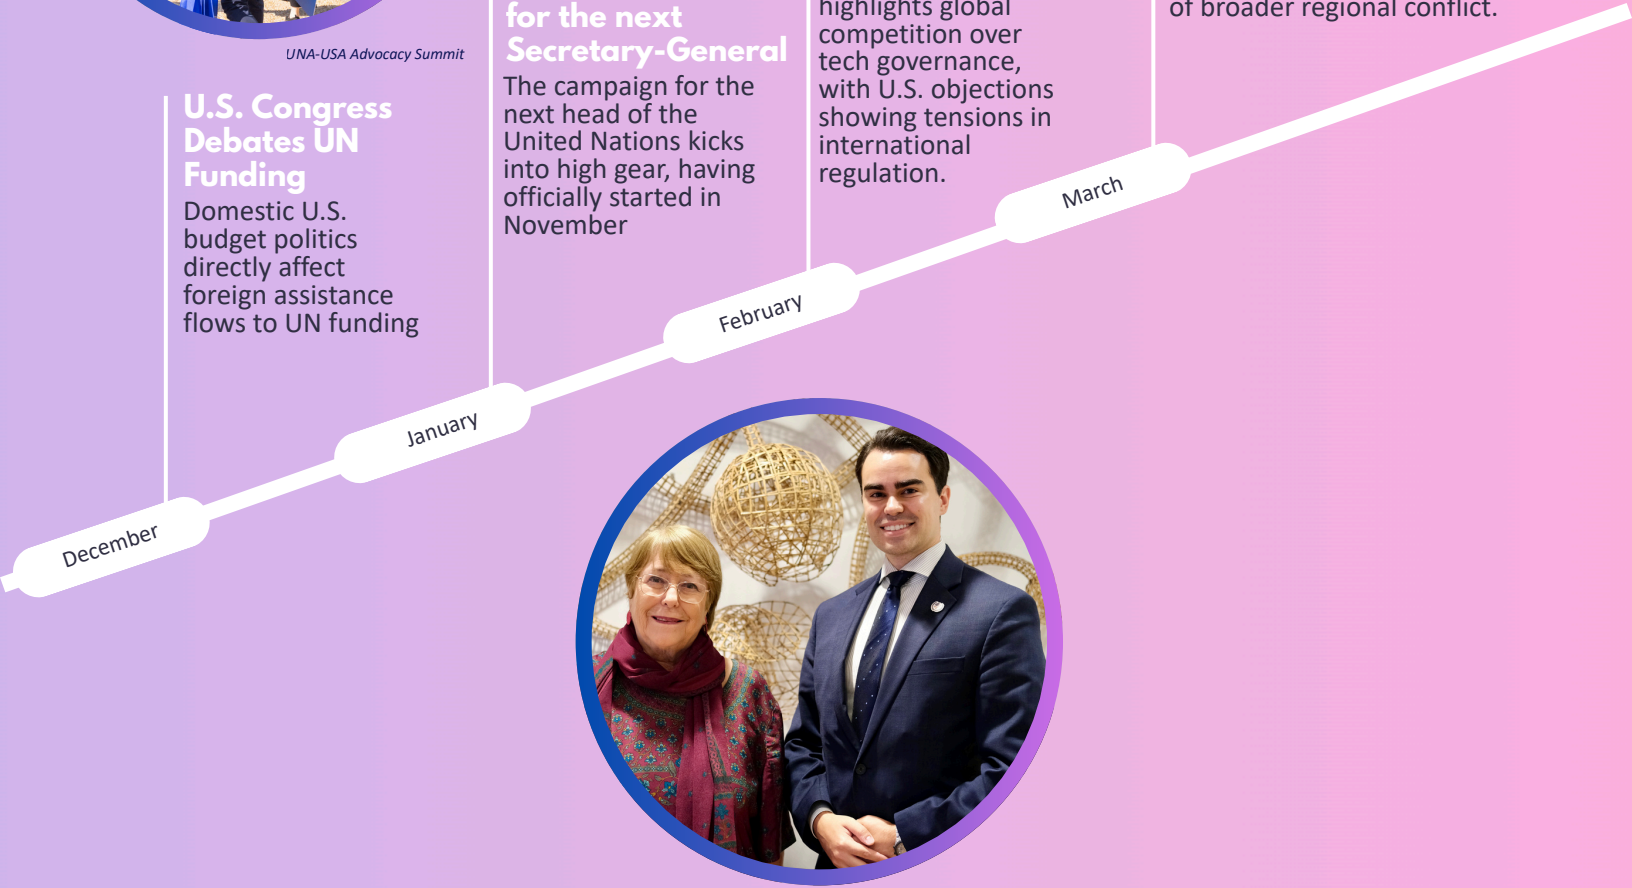 UNA-USA Advocacy Summit
U.S. Congress
Debates UN
Funding
Domestic U.S.
budget politics
directly affect
foreign assistance
flows to UN funding
for the next
Secretary-General
The campaign for the
next head of the
United Nations kicks
into high gear, having
officially started in
November
highlights global
competition over
tech governance,
with U.S. objections
showing tensions in
international
regulation.
of broader regional conflict.
December
January
February
March